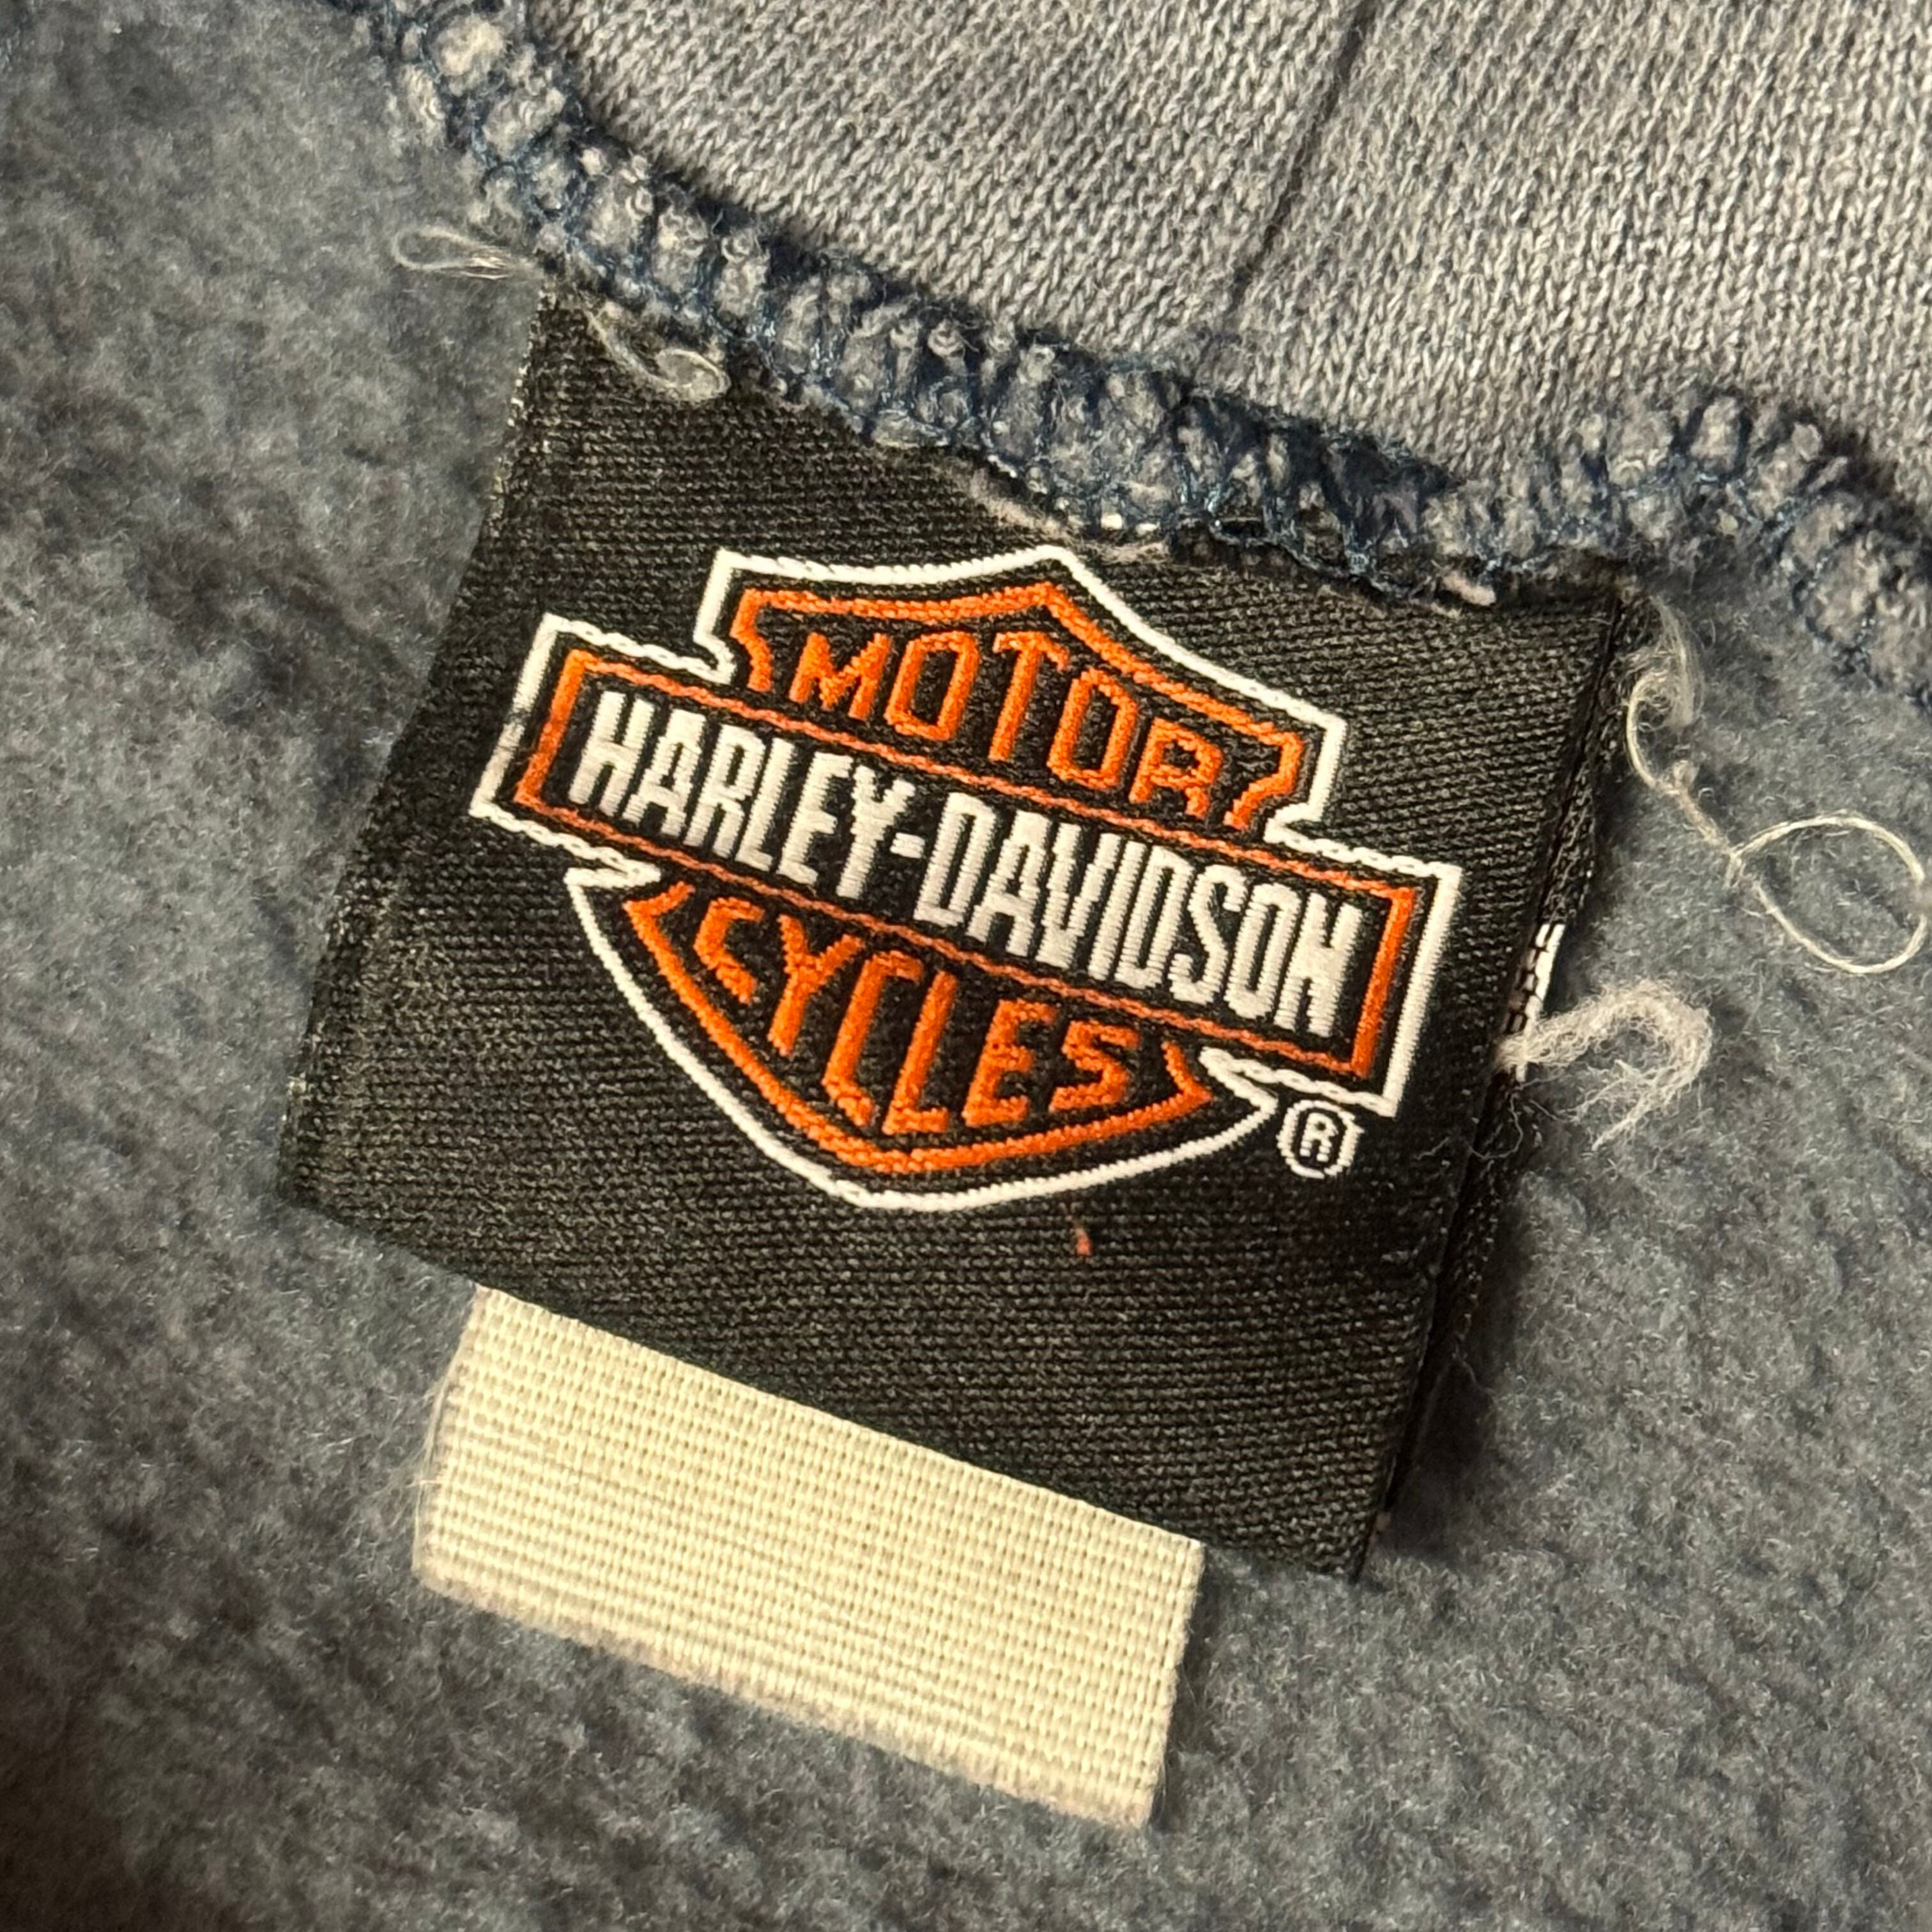 MOTOR
HARLEY-DAVIDSON
CYCLES
®